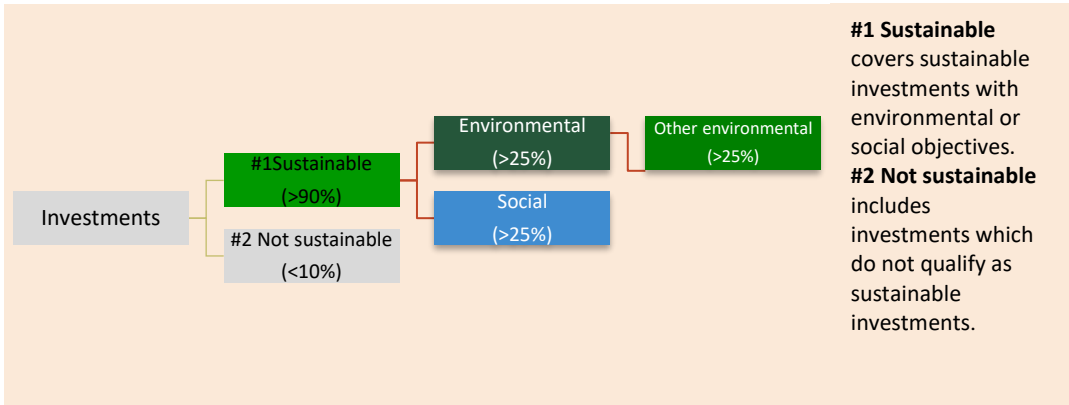 Investments
#1Sustainable
(>90%)
#2 Not sustainable
(<10%)
Environmental
(>25%)
Social
(>25%)
Other environmental
(>25%)
#1 Sustainable
covers sustainable
investments with
environmental or
social objectives.
#2 Not sustainable
includes
investments which
do not qualify as
sustainable
investments.